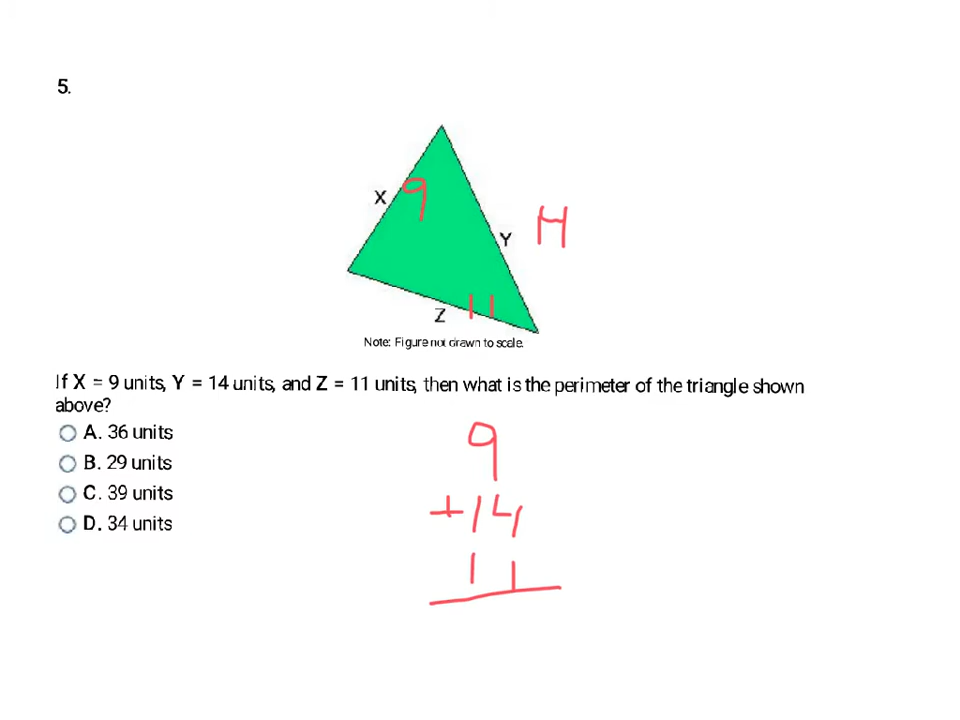 5.
X 9
Y 14
Z 11
Note: Figure not drawn to scale.
If X = 9 units, Y = 14 units, and Z = 11 units, then what is the perimeter of the triangle shown
above?
A. 36 units
B. 29 units
C. 39 units
D. 34 units
9
+14
11